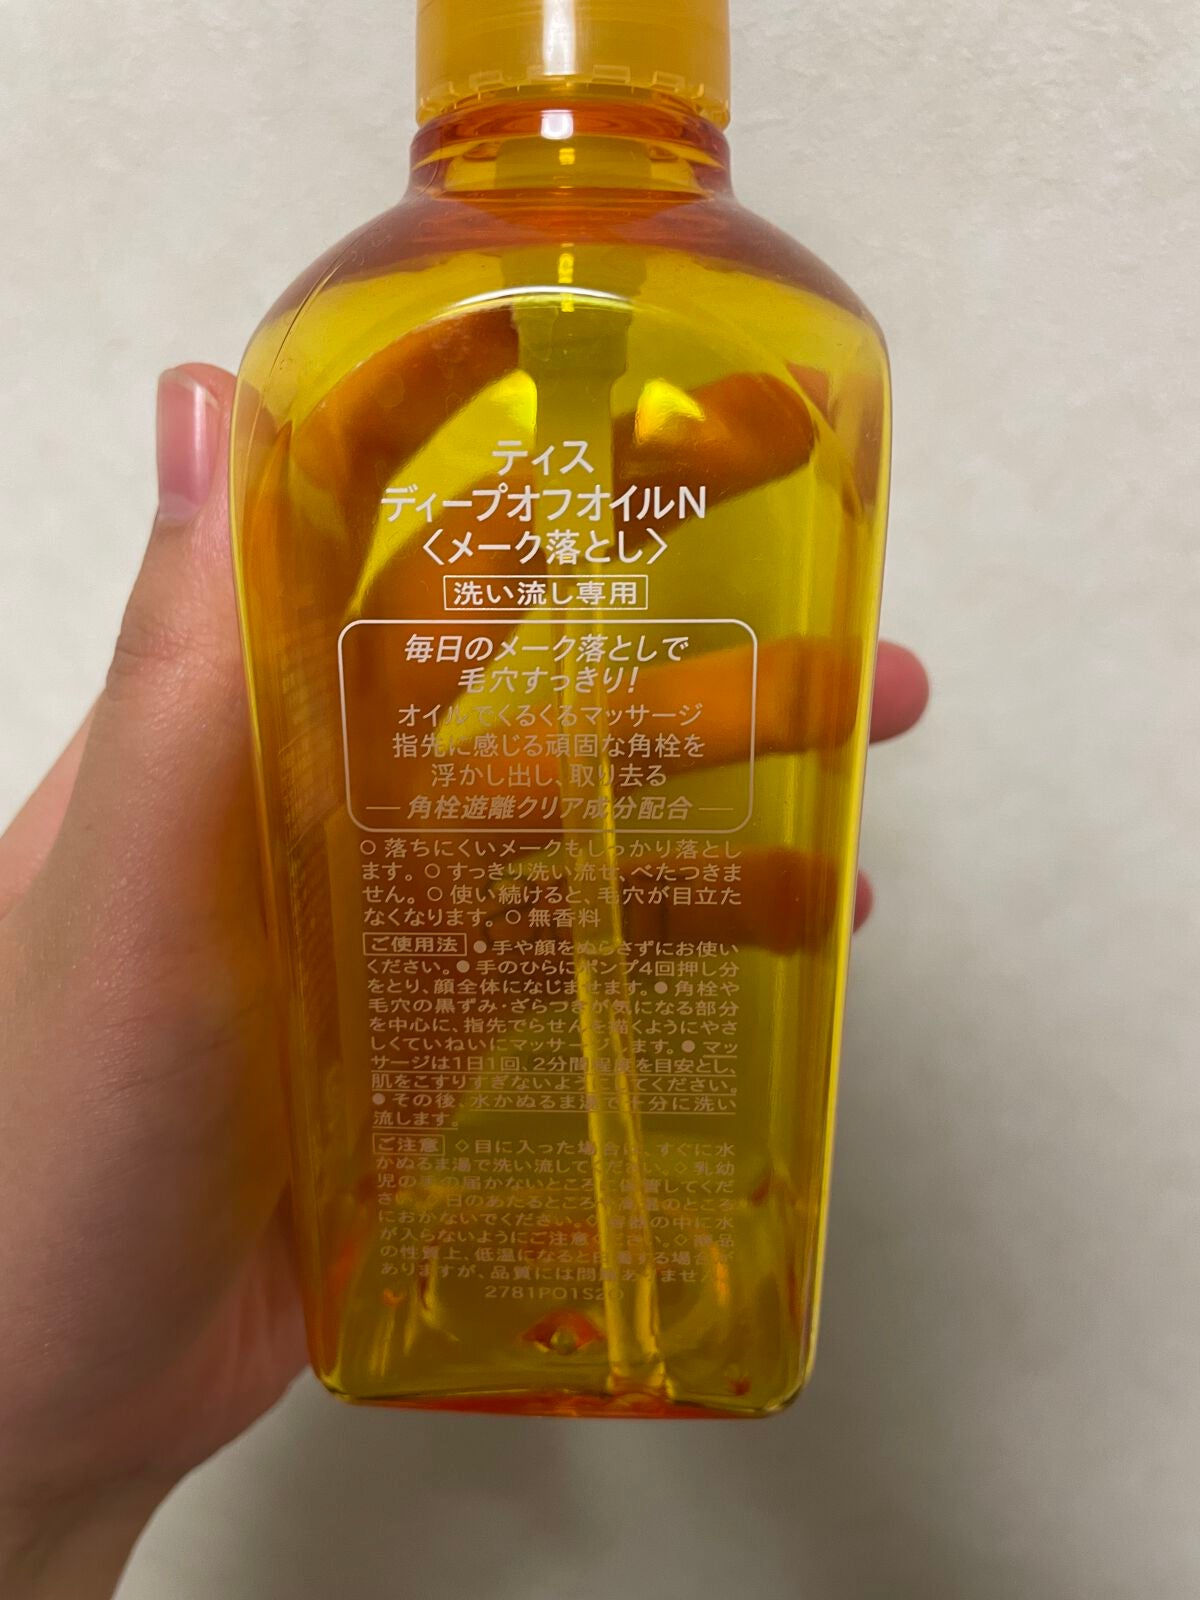 ティス
ディープオフオイルN
〈メーク落とし〉
洗い流し専用
毎日のメーク落としで
毛穴すっきり!
オイルでくるくるマッサージ
指先に感じる頑固な角栓を
浮かし出し、取り去る
― 角栓遊離クリア成分配合 ―
○ 落ちにくいメークもしっかり落とし
ます。○ すっきり洗い流せ、べたつきま
せん。○ 使い続けると、毛穴が目立た
なくなります。○ 無香料
ご使用法 ●手や顔をぬらさずにお使い
ください。●手のひらにポンプ4回押し分
をとり、顔全体になじませます。●角栓や
毛穴の黒ずみ・ざらつきが気になる部分
を中心に、指先でらせんを描くようにやさ
しくていねいにマッサージします。●マッ
サージは1日1回、2分間程度を目安とし、
肌をこすりすぎないようにしてください。
●その後、水かぬるま湯で十分に洗い
流します。
ご注意 ◇目に入った場合は、すぐに水
かぬるま湯で洗い流してください。◇乳幼
児の手の届かないところに保管してくだ
さい。◇日のあたるところや高温のところ
におかないでください。◇容器の中に水
が入らないようにご注意ください。◇商品
の性質上、低温になると白濁する場合が
ありますが、品質には問題ありません
2781PO1S2